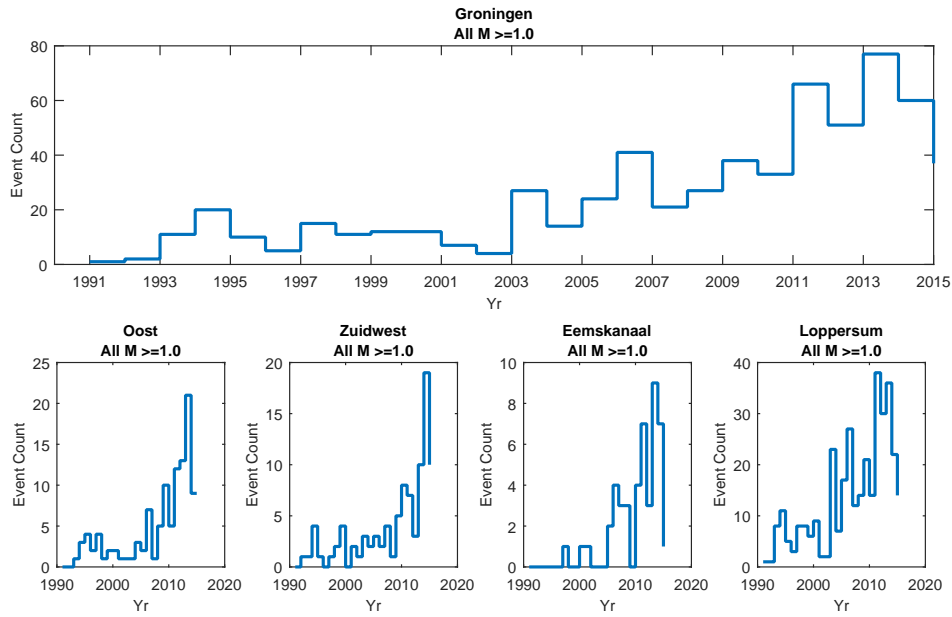 Groningen
All M >=1.0
80
60
40
20
0
Event Count
1991 1993 1995 1997 1999 2001 2003 2005 2007 2009 2011 2013 2015
Yr
Oost
All M >=1.0
25
20
15
10
5
0
Event Count
1990 2000 2010 2020
Yr
Zuidwest
All M >=1.0
20
15
10
5
0
Event Count
1990 2000 2010 2020
Yr
Eemskanaal
All M >=1.0
10
8
6
4
2
0
Event Count
1990 2000 2010 2020
Yr
Loppersum
All M >=1.0
40
30
20
10
0
Event Count
1990 2000 2010 2020
Yr